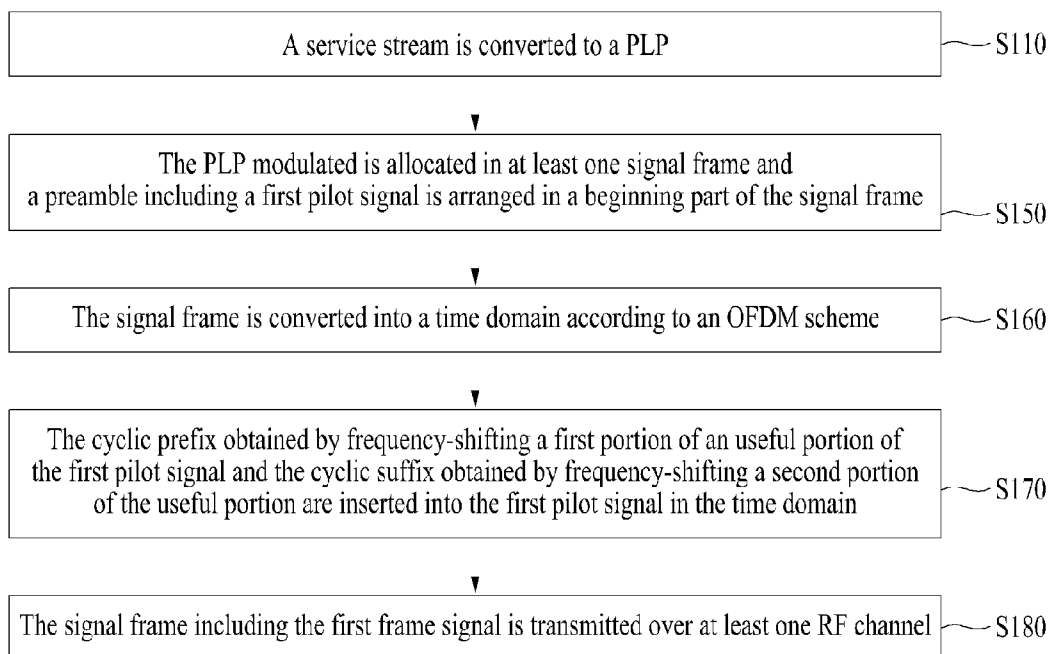 A service stream is converted to a PLP
S110
The PLP modulated is allocated in at least one signal frame and
a preamble including a first pilot signal is arranged in a beginning part of the signal frame
S150
The signal frame is converted into a time domain according to an OFDM scheme
S160
The cyclic prefix obtained by frequency-shifting a first portion of an useful portion of
the first pilot signal and the cyclic suffix obtained by frequency-shifting a second portion
of the useful portion are inserted into the first pilot signal in the time domain
S170
The signal frame including the first frame signal is transmitted over at least one RF channel
S180